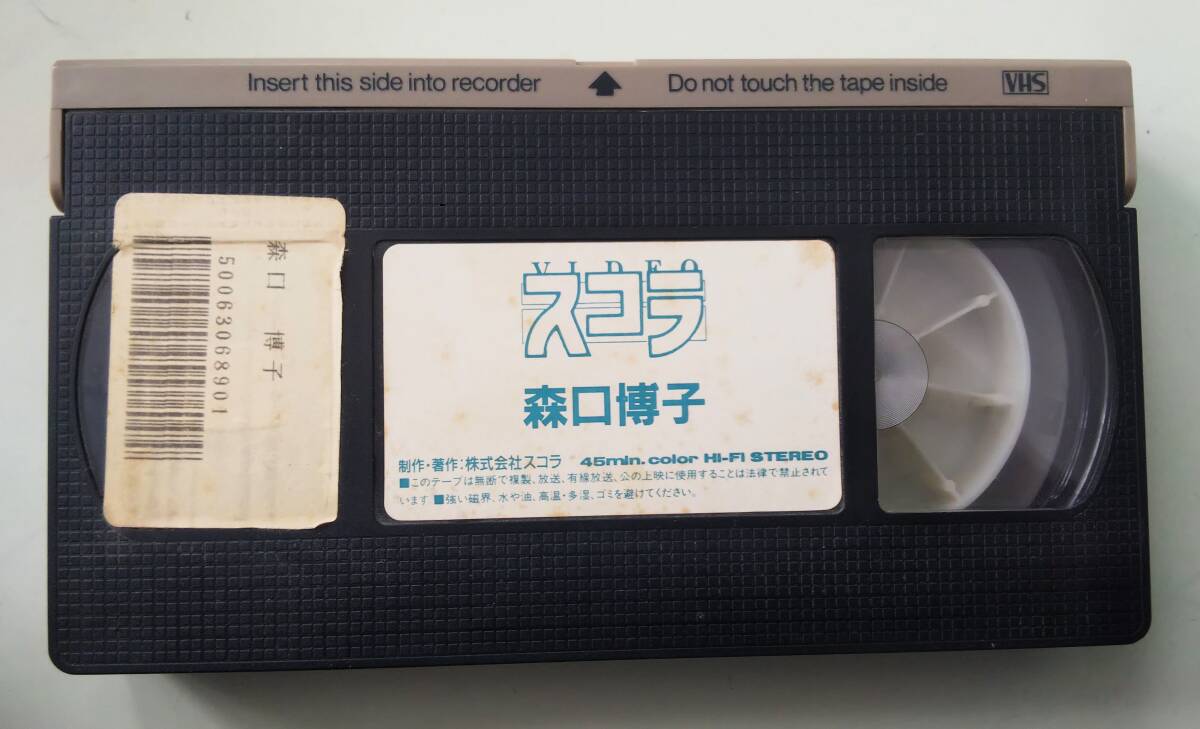 Insert this side into recorder
Do not touch the tape inside
VHS
森口 博子
50063068901
VIDEO
スコラ
森口博子
制作・著作:株式会社スコラ 45min. color HI-FI STEREO
■このテープは無断で複製、放送、有線放送、公の上映に使用することは法律で禁止されて
います ■強い磁界、水や油、高温・多湿、ゴミを避けてください。